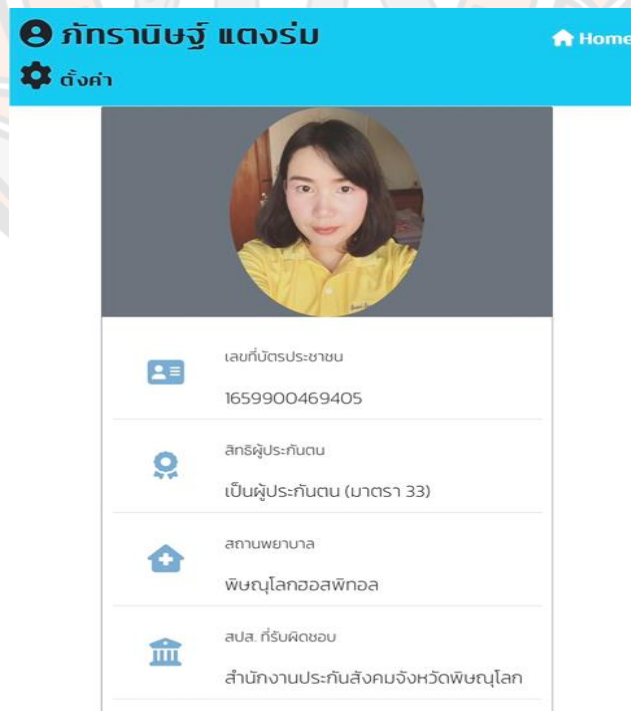 ภัทรานิษฐ์ แตงร่ม
Home
ตั้งค่า
เลขที่บัตรประชาชน
1659900469405
สิทธิผู้ประกันตน
เป็นผู้ประกันตน (มาตรา 33)
สถานพยาบาล
พิษณุโลกฮอสพิทอล
สปส. ที่รับผิดชอบ
สำนักงานประกันสังคมจังหวัดพิษณุโลก